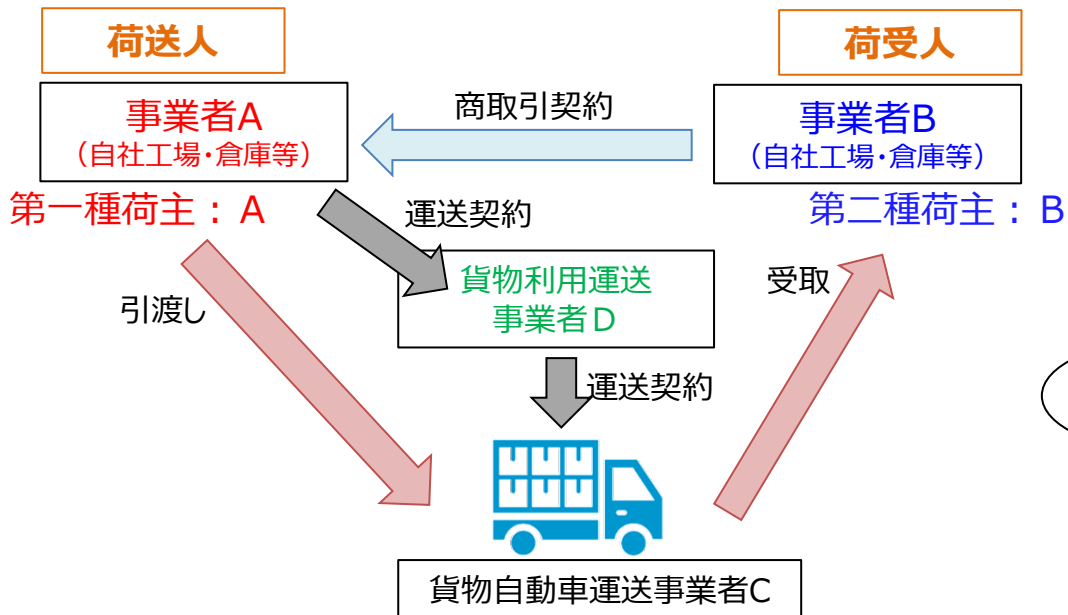 荷送人
荷受人
事業者A
（自社工場・倉庫等）
商取引契約
事業者B
（自社工場・倉庫等）
第一種荷主：A
第二種荷主：B
運送契約
貨物利用運送
事業者D
引渡し
受取
運送契約
貨物自動車運送事業者C